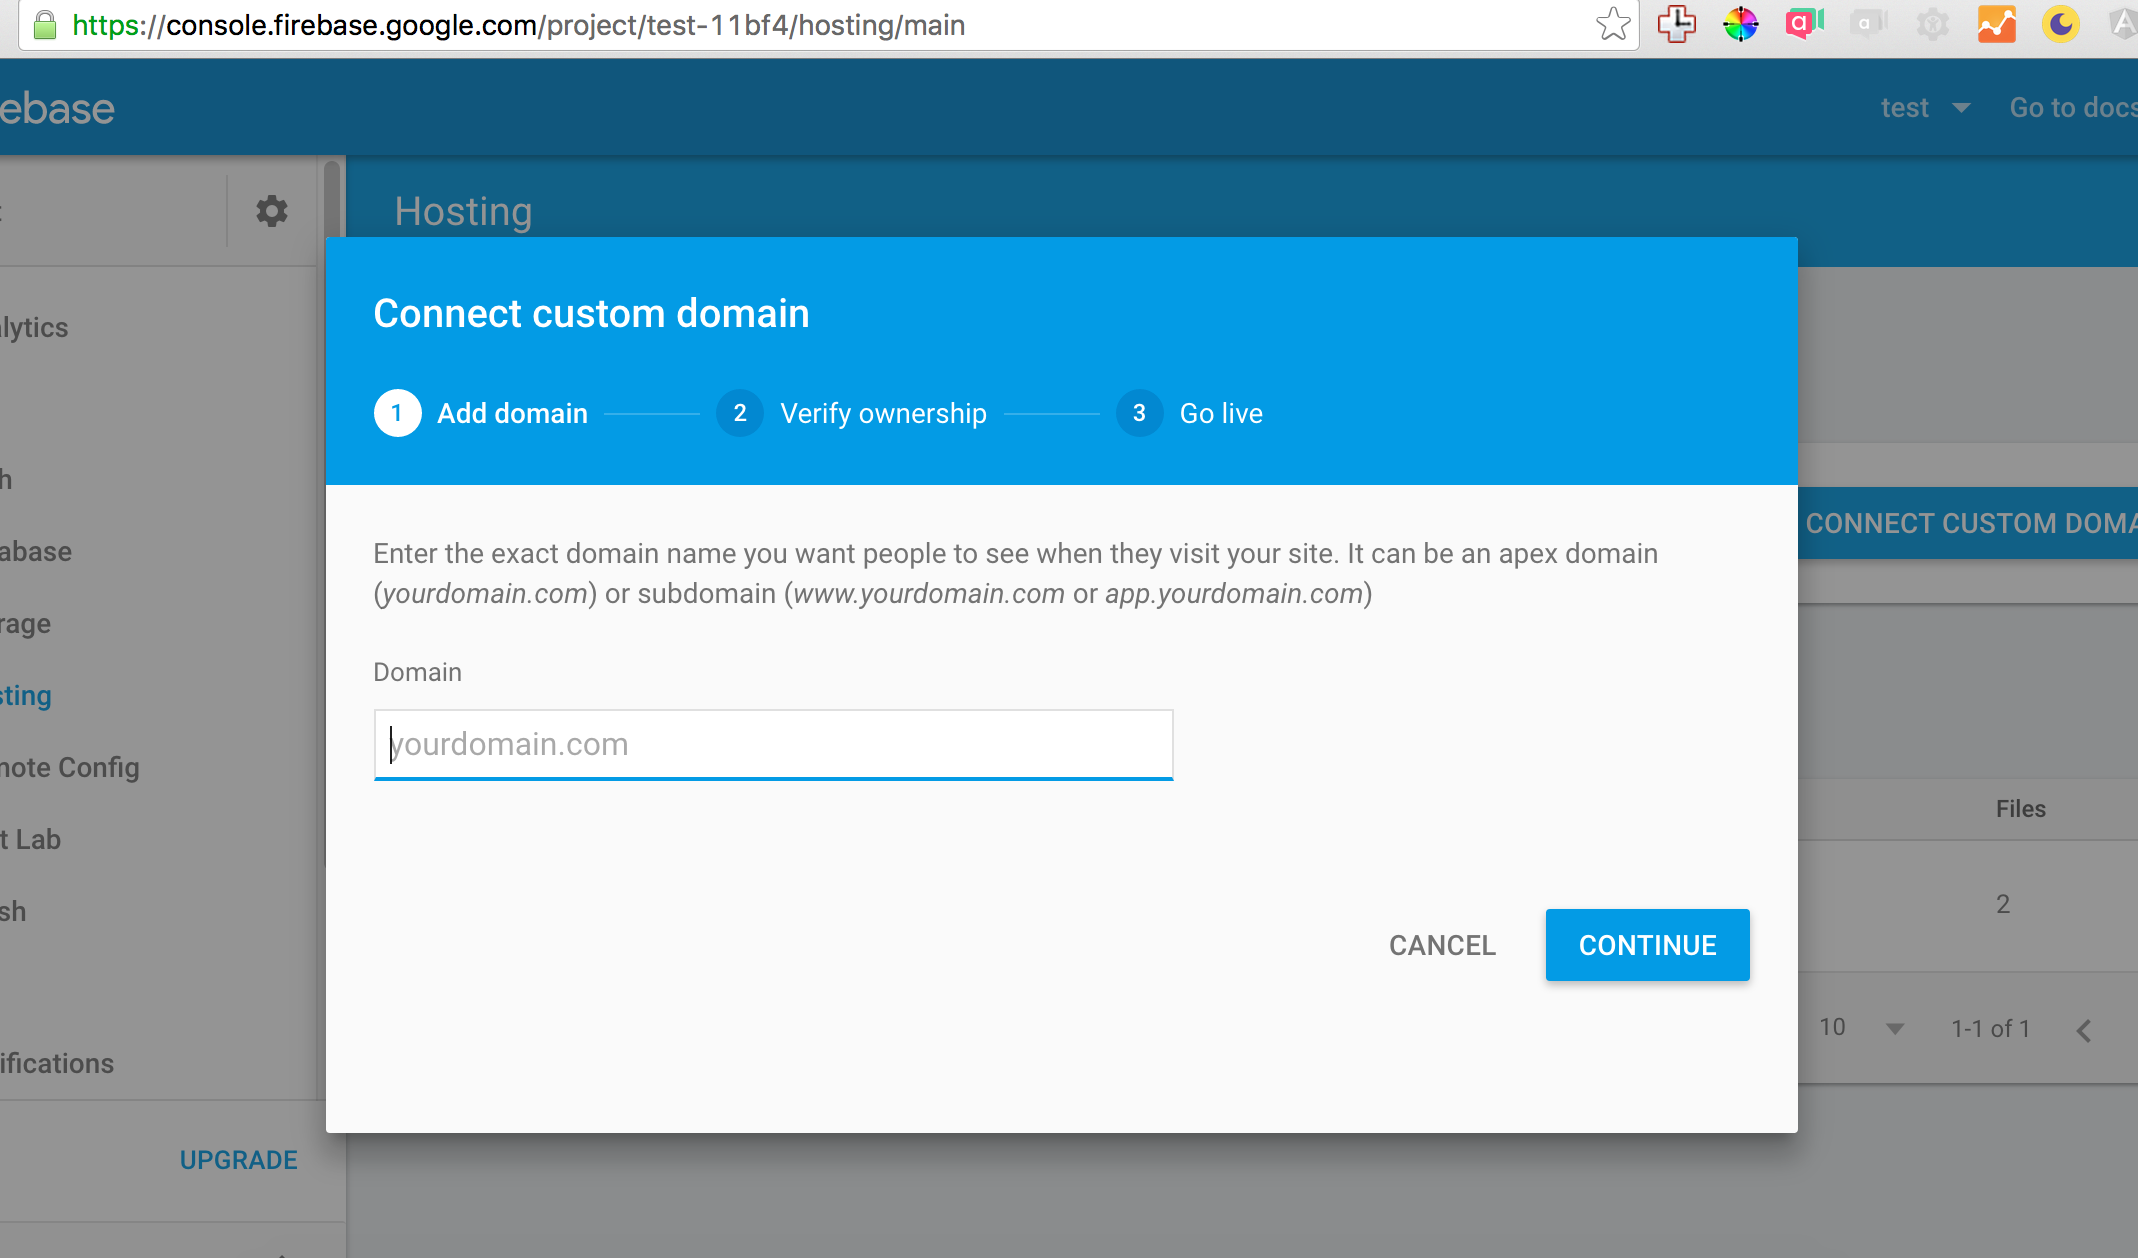 https://console.firebase.google.com/project/test-11bf4/hosting/main
ebase
test
Go to docs
Hosting
Connect custom domain
1 Add domain
2 Verify ownership
3 Go live
Enter the exact domain name you want people to see when they visit your site. It can be an apex domain
(yourdomain.com) or subdomain (www.yourdomain.com or app.yourdomain.com)
Domain
yourdomain.com
CANCEL
CONTINUE
lytics
h
abase
rage
sting
note Config
t Lab
sh
ifications
UPGRADE
CONNECT CUSTOM DOMA
Files
2
10
1-1 of 1